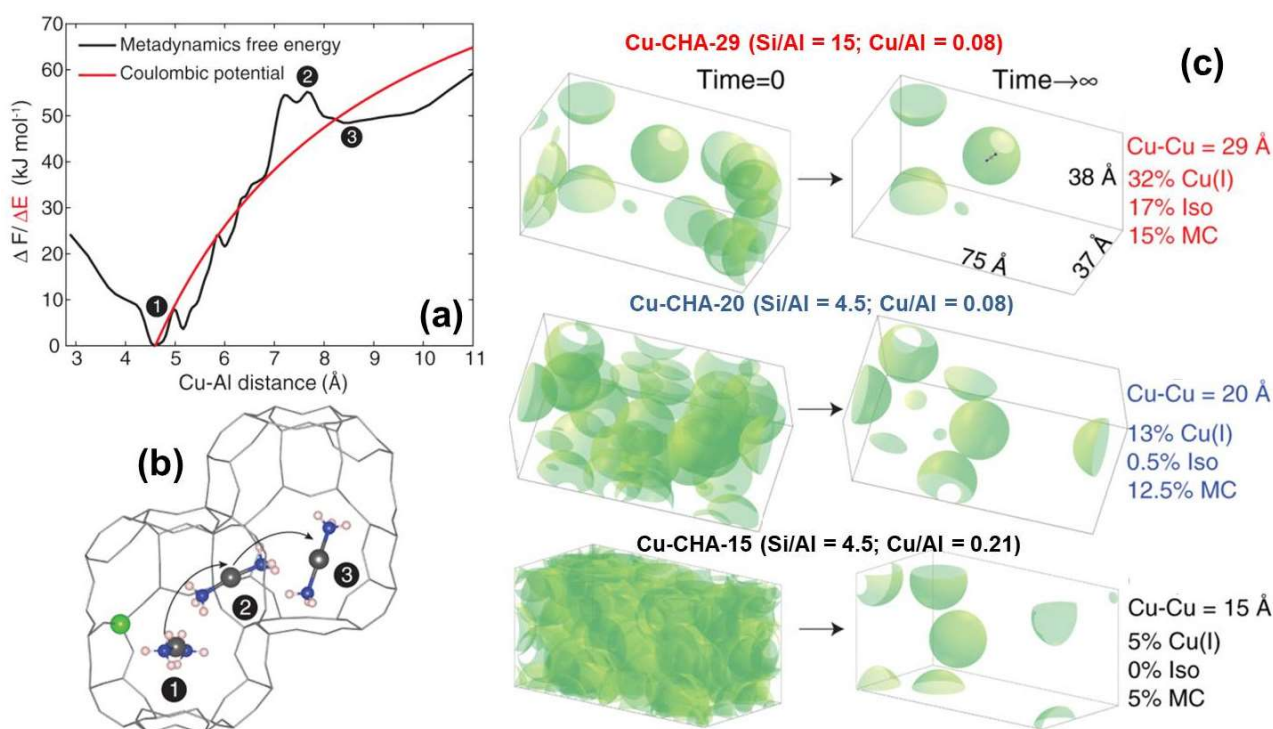 70
60
50
40
30
20
10
0
Δ F/ ΔE (kJ mol⁻¹)
Metadynamics free energy
Coulombic potential
1
2
3
(a)
3 4 5 6 7 8 9 10 11
Cu-Al distance (Å)
(b)
1
2
3
Cu-CHA-29 (Si/Al = 15; Cu/Al = 0.08)
(c)
Time=0
Time→∞
38 Å
75 Å
37 Å
Cu-Cu = 29 Å
32% Cu(I)
17% Iso
15% MC
Cu-CHA-20 (Si/Al = 4.5; Cu/Al = 0.08)
Cu-Cu = 20 Å
13% Cu(I)
0.5% Iso
12.5% MC
Cu-CHA-15 (Si/Al = 4.5; Cu/Al = 0.21)
Cu-Cu = 15 Å
5% Cu(I)
0% Iso
5% MC